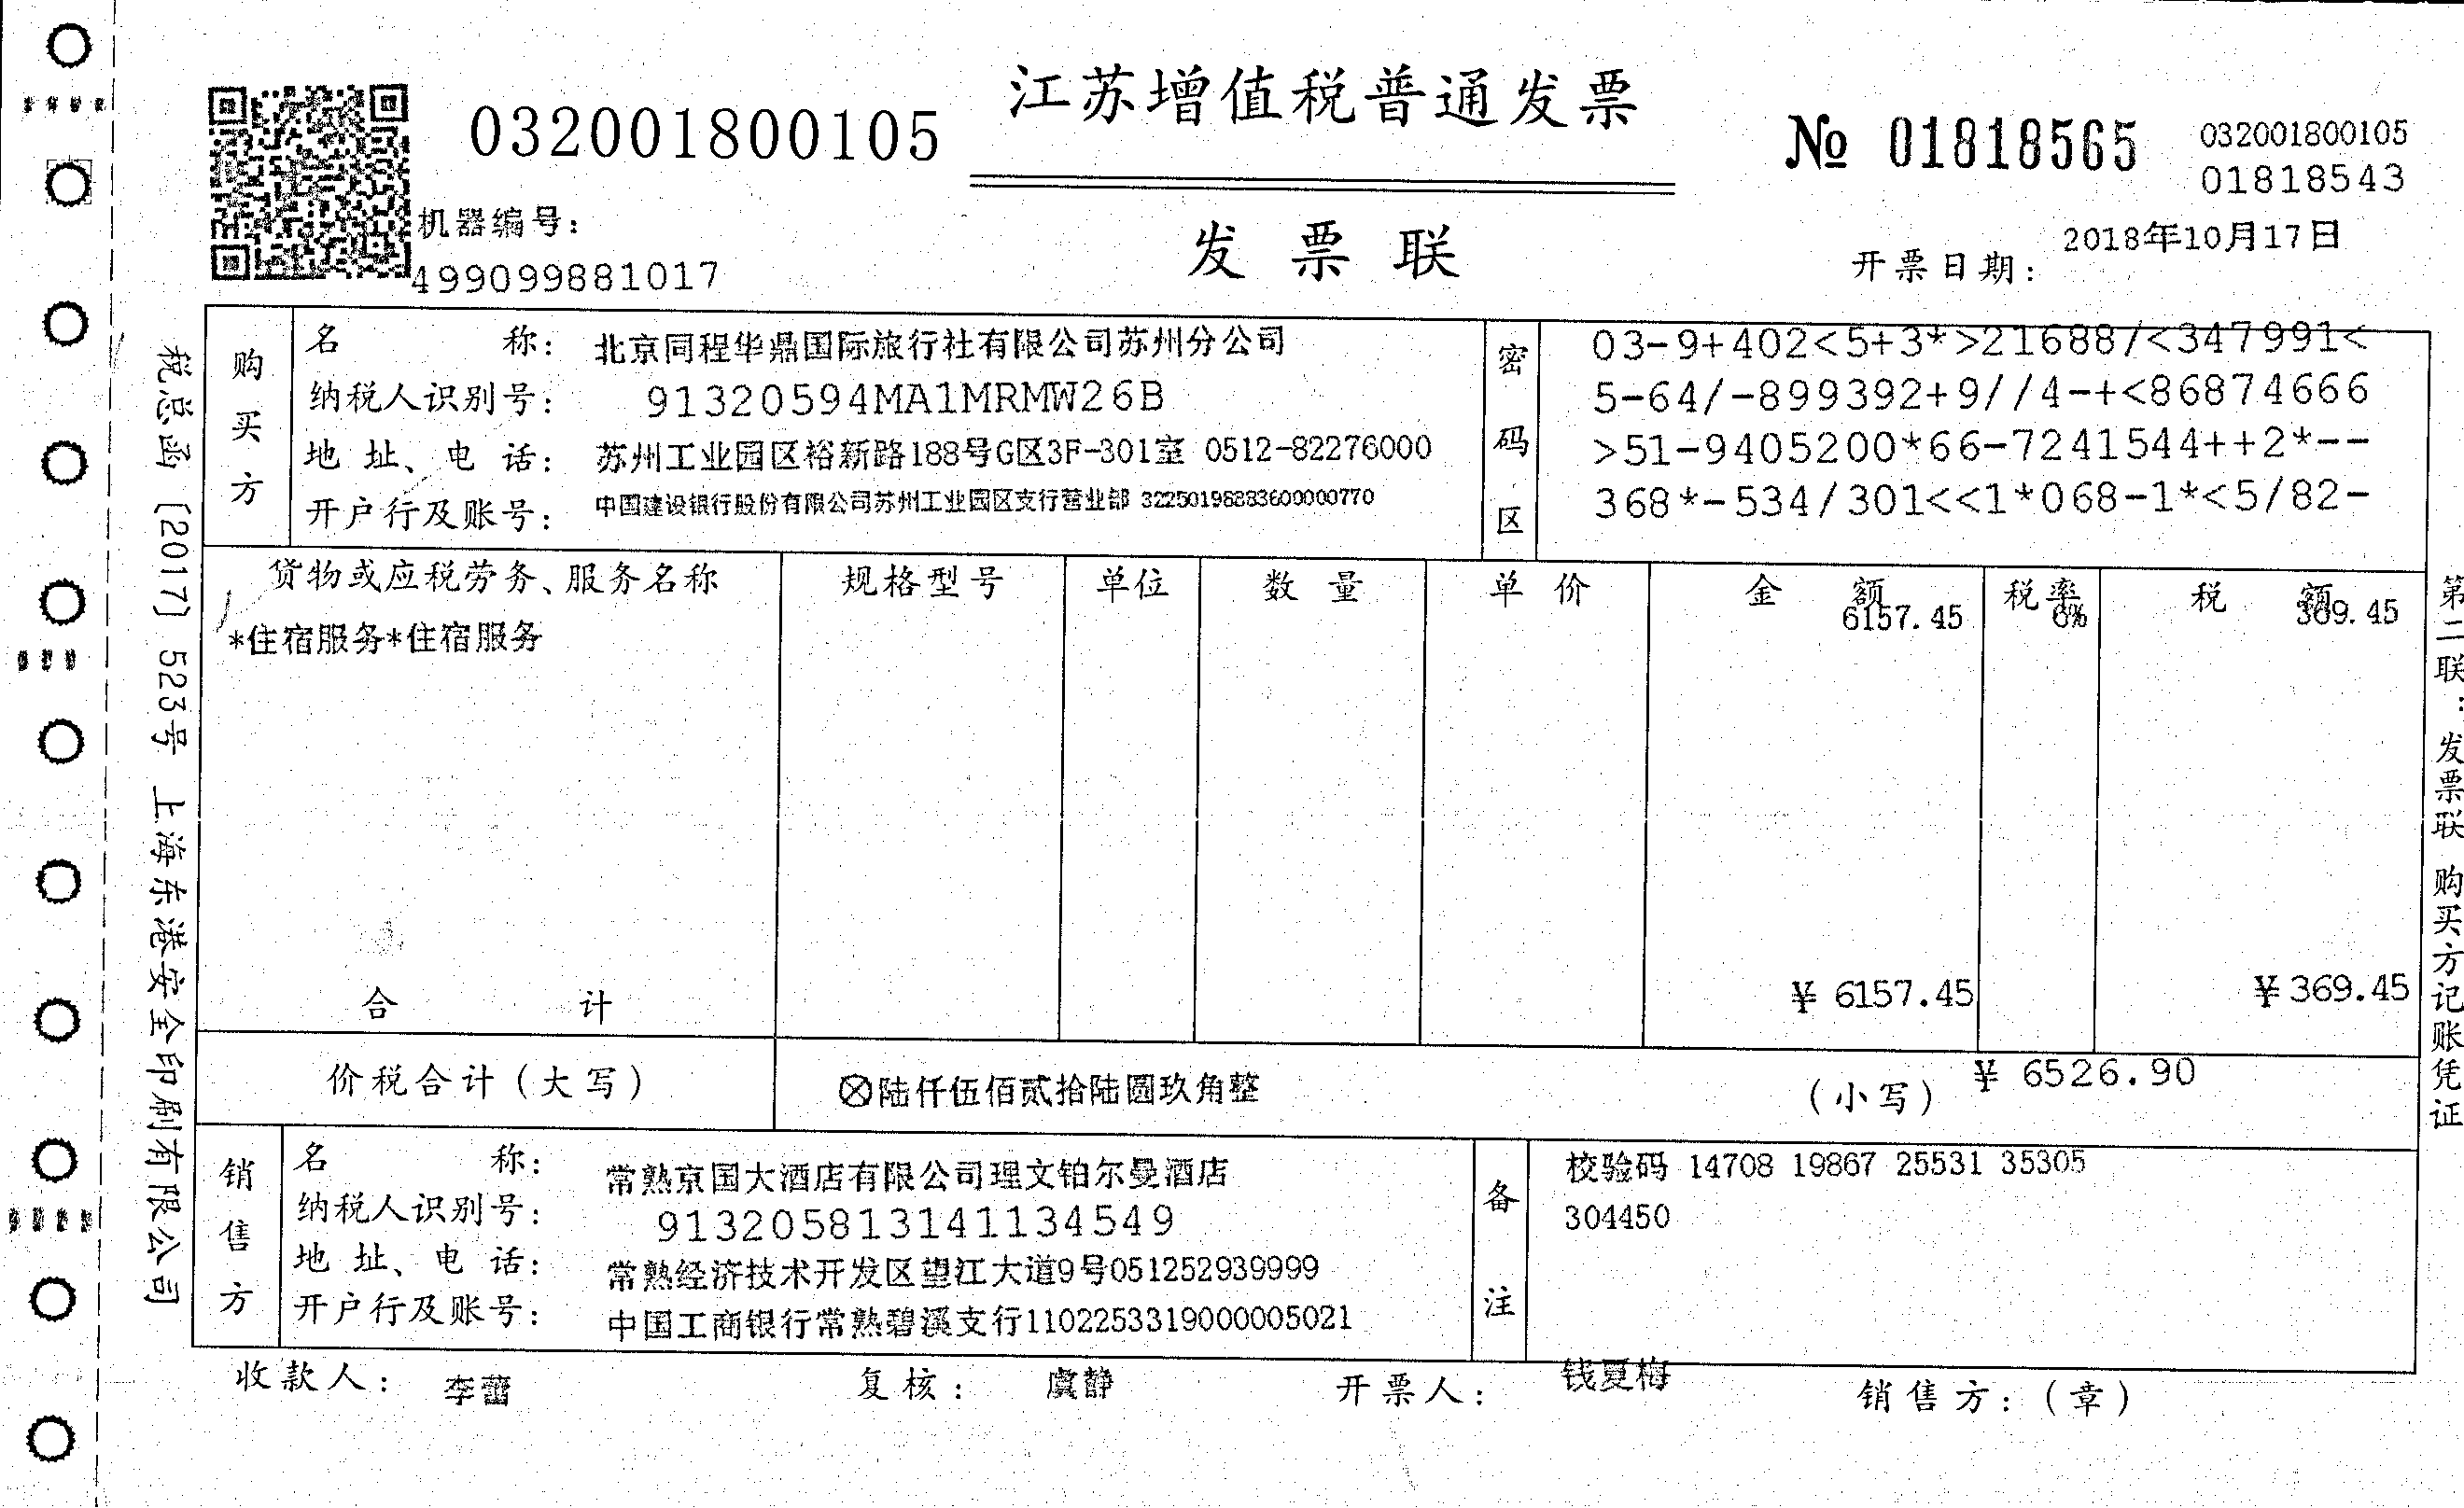 江苏增值税普通发票
032001800105
№ 01818565
032001800105
01818543
机器编号:
499099881017
发票联
开票日期: 2018年10月17日
税总函〔2017〕523号 上海东港安全印刷有限公司
购买方
名称: 北京同程华鼎国际旅行社有限公司苏州分公司
纳税人识别号: 91320594MA1MRMW26B
地址、电话: 苏州工业园区裕新路188号G区3F-301室 0512-82276000
开户行及账号: 中国建设银行股份有限公司苏州工业园区支行营业部 32250198883600000770
密码区
03-9+402<5+3*>21688/<347991<
5-64/-899392+9//4-+<86874666
>51-9405200*66-7241544++2*--
368*-534/301<<1*068-1*<5/82-
货物或应税劳务、服务名称 规格型号 单位 数量 单价 金额 税率 税额
*住宿服务*住宿服务 6157.45 6% 369.45
合计 ¥ 6157.45 ¥ 369.45
价税合计(大写) ⊗陆仟伍佰贰拾陆圆玖角整 (小写) ¥ 6526.90
销售方
名称: 常熟京国大酒店有限公司理文铂尔曼酒店
纳税人识别号: 913205813141134549
地址、电话: 常熟经济技术开发区望江大道9号051252939999
开户行及账号: 中国工商银行常熟碧溪支行1102253319000005021
备注
校验码 14708 19867 25531 35305
304450
收款人: 李蕾 复核: 虞静 开票人: 钱夏梅 销售方:(章)
第二联:发票联 购买方记账凭证